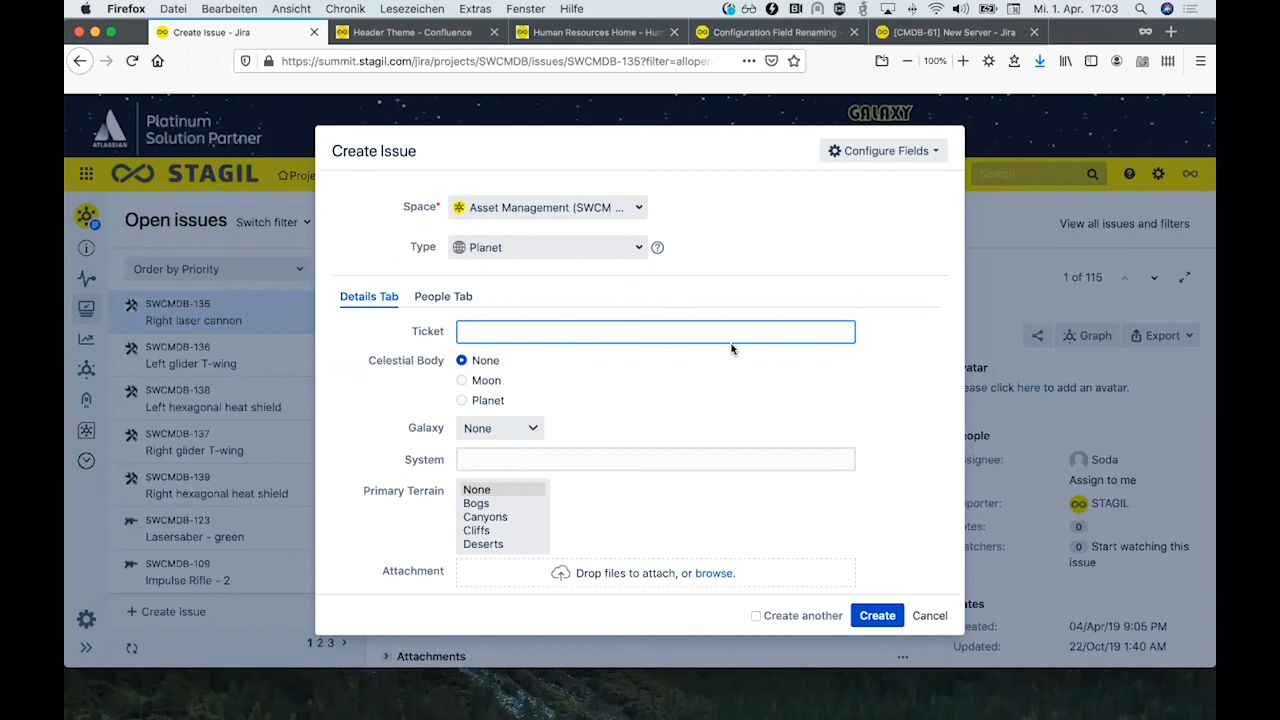 Firefox Datei Bearbeiten Ansicht Chronik Lesezeichen Extras Fenster Hilfe Mi. 1. Apr. 17:03
Create Issue - Jira
Header Theme - Confluence
Human Resources Home - Hum
Configuration Field Renaming -
[CMDB-61] New Server - Jira
https://summit.stagil.com/jira/projects/SWCMDB/issues/SWCMDB-135?filter=allopen
100%
ATLASSIAN
Platinum
Solution Partner
GALAXY
STAGIL
Proje
Search
Open issues
Switch filter
View all issues and filters
Order by Priority
1 of 115
SWCMDB-135
Right laser cannon
SWCMDB-136
Left glider T-wing
SWCMDB-138
Left hexagonal heat shield
SWCMDB-137
Right glider T-wing
SWCMDB-139
Right hexagonal heat shield
SWCMDB-123
Lasersaber - green
SWCMDB-109
Impulse Rifle - 2
+ Create issue
1 2 3 >
Create Issue
Configure Fields
Space*
Asset Management (SWCM ...
Type
Planet
Details Tab
People Tab
Ticket
Celestial Body
None
Moon
Planet
Galaxy
None
System
Primary Terrain
None
Bogs
Canyons
Cliffs
Deserts
Attachment
Drop files to attach, or browse.
Create another
Create
Cancel
Graph
Export
vatar
ease click here to add an avatar.
eople
signee:
Soda
Assign to me
porter:
STAGIL
otes:
0
atchers:
0 Start watching this
issue
ates
eated:
04/Apr/19 9:05 PM
Updated:
22/Oct/19 1:40 AM
Attachments